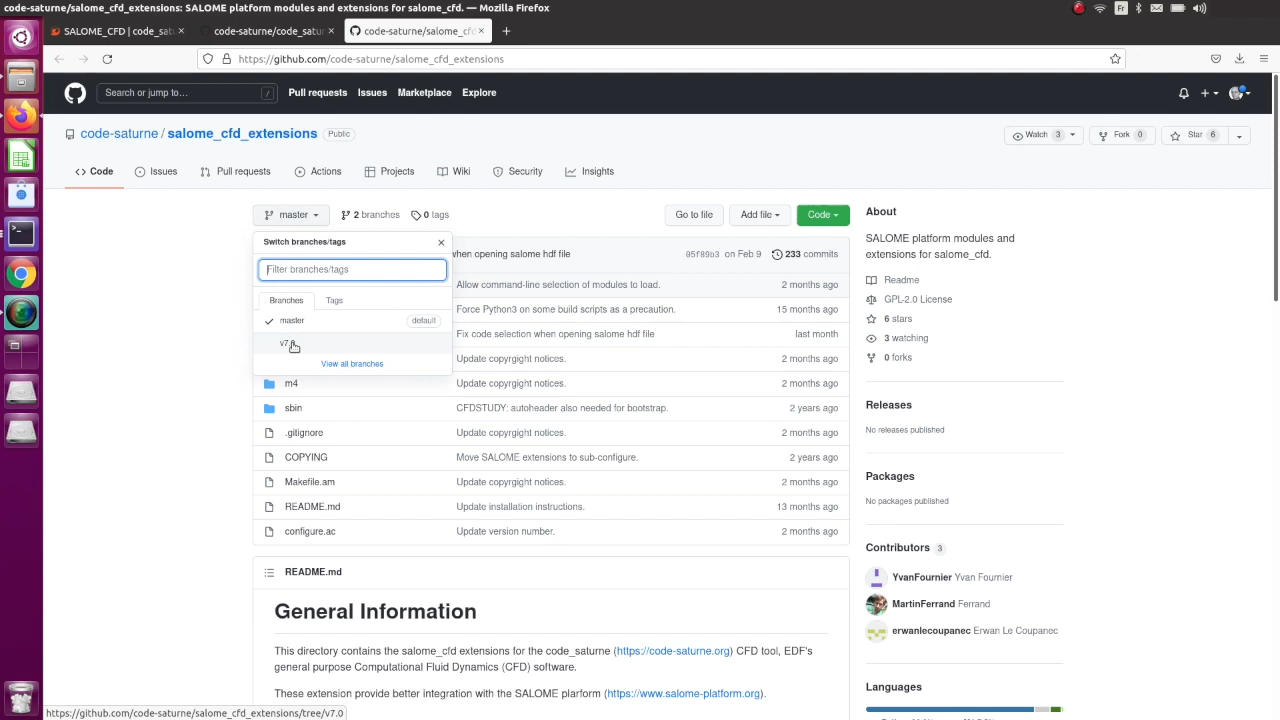 code-saturne/salome_cfd_extensions: SALOME platform modules and extensions for salome_cfd. — Mozilla Firefox
Fr
SALOME_CFD | code_sat
code-saturne/code_saturn
code-saturne/salome_cfd
https://github.com/code-saturne/salome_cfd_extensions
Search or jump to… /
Pull requests Issues Marketplace Explore
code-saturne / salome_cfd_extensions Public
Watch 3 Fork 0 Star 6
Code Issues Pull requests Actions Projects Wiki Security Insights
master 2 branches 0 tags Go to file Add file Code
Switch branches/tags
Filter branches/tags
Branches Tags
master default
View all branches
when opening salome hdf file 05f89b3 on Feb 9 233 commits
Allow command-line selection of modules to load. 2 months ago
Force Python3 on some build scripts as a precaution. 15 months ago
Fix code selection when opening salome hdf file last month
Update copyrgight notices. 2 months ago
m4 Update copyrgight notices. 2 months ago
sbin CFDSTUDY: autoheader also needed for bootstrap. 2 years ago
.gitignore Update copyrgight notices. 2 months ago
COPYING Move SALOME extensions to sub-configure. 2 years ago
Makefile.am Update copyrgight notices. 2 months ago
README.md Update installation instructions. 13 months ago
configure.ac Update version number. 2 months ago
README.md
General Information
This directory contains the salome_cfd extensions for the code_saturne (https://code-saturne.org) CFD tool, EDF's
general purpose Computational Fluid Dynamics (CFD) software.
These extension provide better integration with the SALOME plarform (https://www.salome-platform.org).
About
SALOME platform modules and
extensions for salome_cfd.
Readme
GPL-2.0 License
6 stars
3 watching
0 forks
Releases
No releases published
Packages
No packages published
Contributors 3
YvanFournier Yvan Fournier
MartinFerrand Ferrand
erwanlecoupanec Erwan Le Coupanec
Languages
https://github.com/code-saturne/salome_cfd_extensions/tree/v7.0